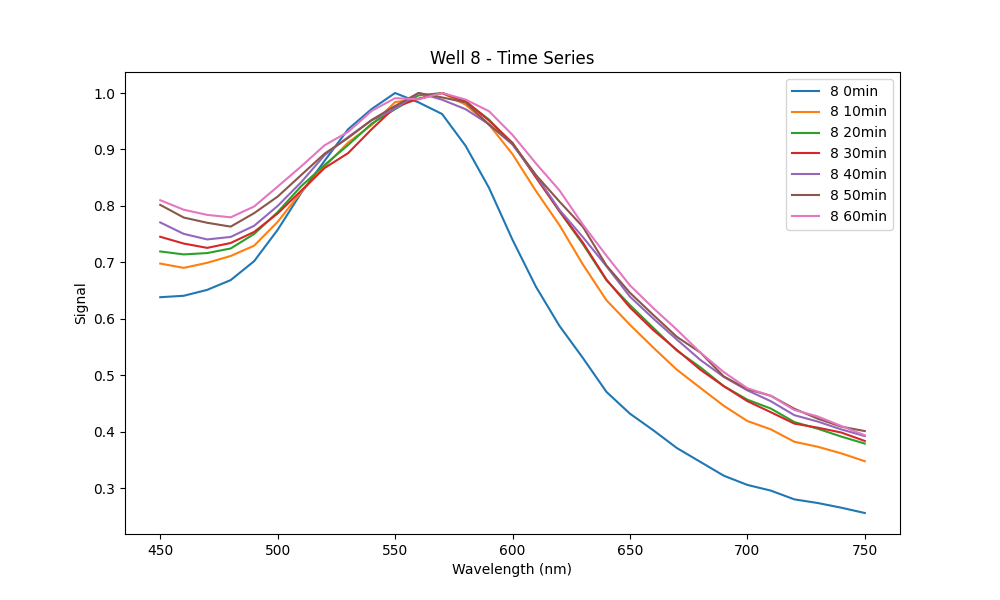 Well 8 - Time Series
8 0min
8 10min
8 20min
8 30min
8 40min
8 50min
8 60min
Signal
1.0
0.9
0.8
0.7
0.6
0.5
0.4
0.3
450 500 550 600 650 700 750
Wavelength (nm)